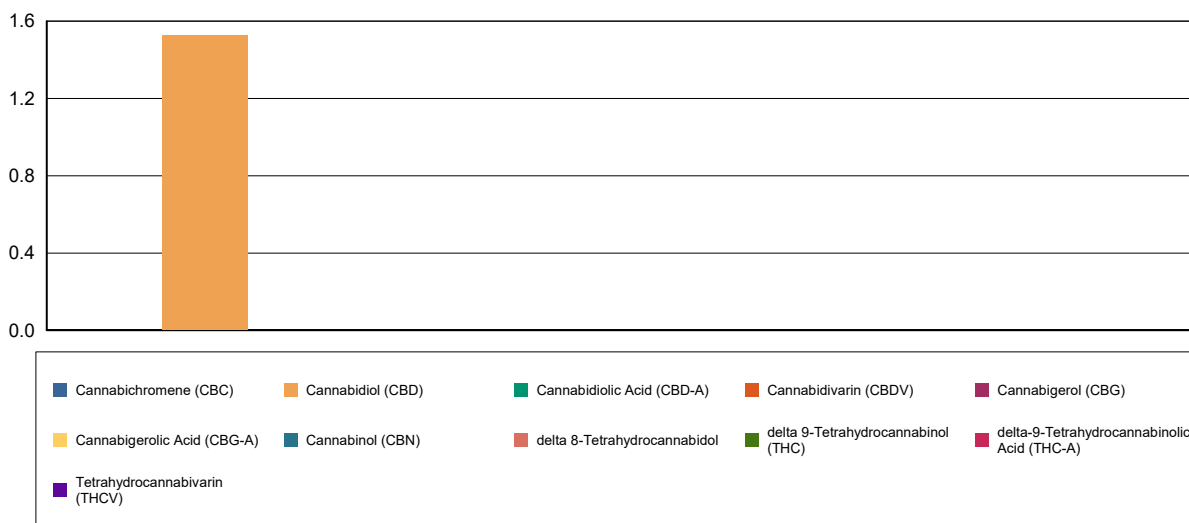 1.6
1.2
0.8
0.4
0.0
Cannabichromene (CBC)
Cannabidiol (CBD)
Cannabidiolic Acid (CBD-A)
Cannabidivarin (CBDV)
Cannabigerol (CBG)
Cannabigerolic Acid (CBG-A)
Cannabinol (CBN)
delta 8-Tetrahydrocannabidol
delta 9-Tetrahydrocannabinol
(THC)
delta-9-Tetrahydrocannabinolic
Acid (THC-A)
Tetrahydrocannabivarin
(THCV)